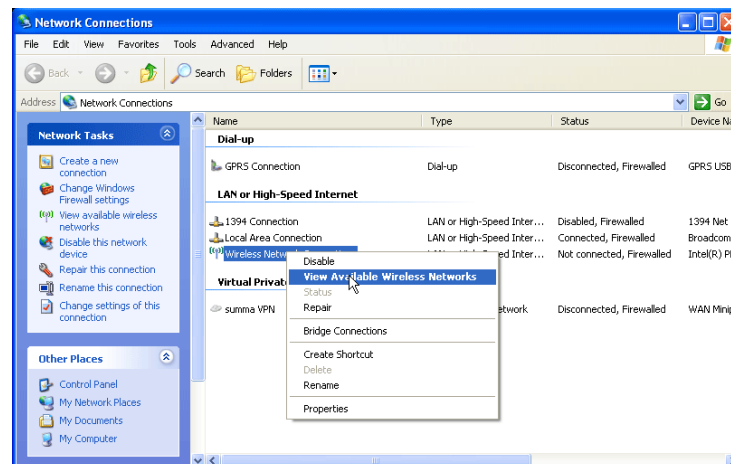 Network Connections
File Edit View Favorites Tools Advanced Help
Back Search Folders
Address Network Connections Go
Network Tasks
Create a new
connection
Change Windows
Firewall settings
View available wireless
networks
Disable this network
device
Repair this connection
Rename this connection
Change settings of this
connection
Other Places
Control Panel
My Network Places
My Documents
My Computer
Name Type Status Device Na
Dial-up
GPRS Connection Dial-up Disconnected, Firewalled GPRS USB
LAN or High-Speed Internet
1394 Connection LAN or High-Speed Inter... Disabled, Firewalled 1394 Net
Local Area Connection LAN or High-Speed Inter... Connected, Firewalled Broadcom
Wireless Netw ed Inter... Not connected, Firewalled Intel(R) P
Virtual Privat
summa VPN etwork Disconnected, Firewalled WAN Minip
Disable
View Available Wireless Networks
Status
Repair
Bridge Connections
Create Shortcut
Delete
Rename
Properties